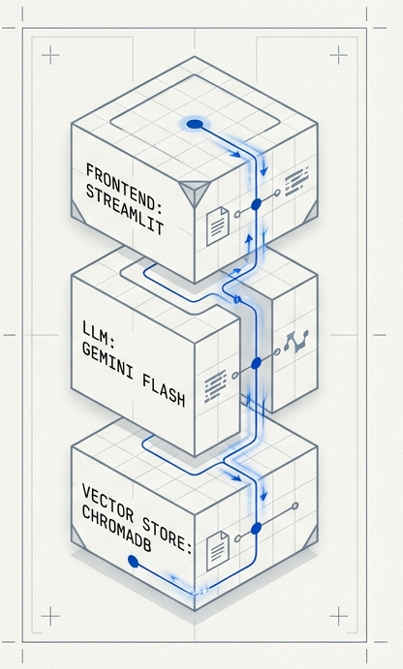 FRONTEND:
STREAMLIT
LLM:
GEMINI FLASH
VECTOR STORE:
CHROMADB